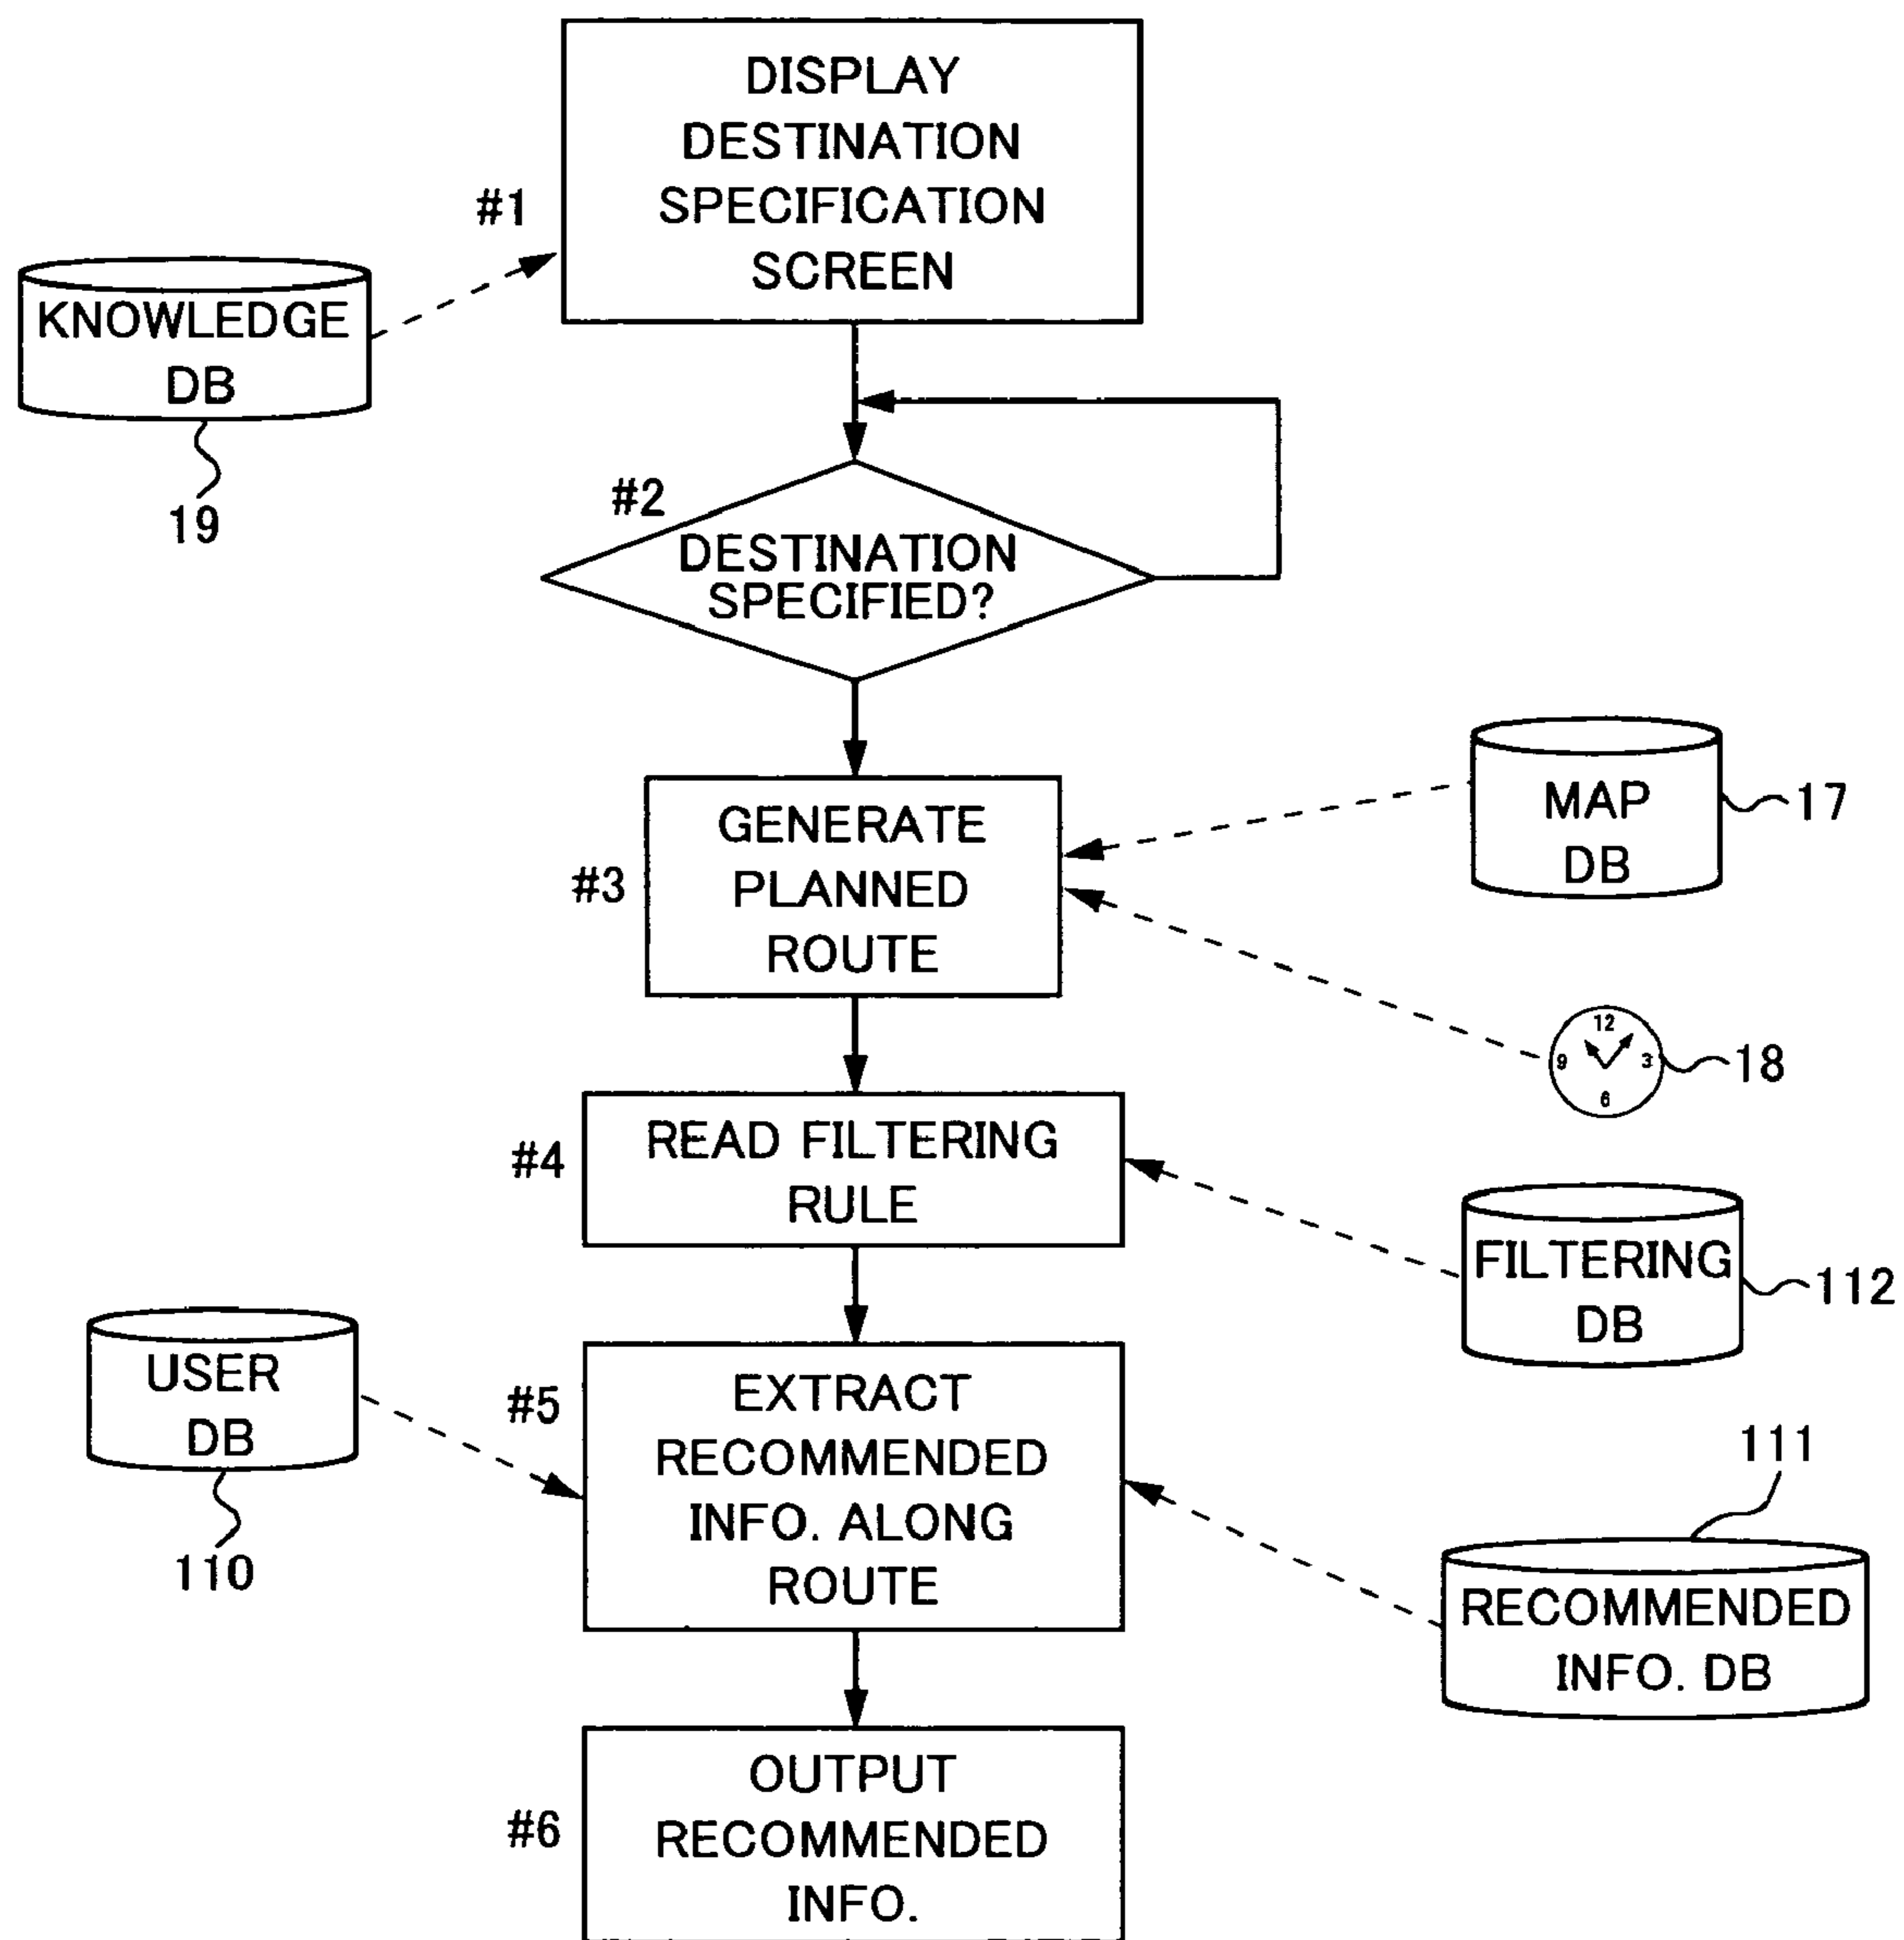 DISPLAY
DESTINATION
SPECIFICATION
SCREEN
#1
KNOWLEDGE
DB
19
#2
DESTINATION
SPECIFIED?
#3
GENERATE
PLANNED
ROUTE
MAP
DB
17
12
9
3
6
18
#4
READ FILTERING
RULE
FILTERING
DB
112
USER
DB
110
#5
EXTRACT
RECOMMENDED
INFO. ALONG
ROUTE
111
RECOMMENDED
INFO. DB
#6
OUTPUT
RECOMMENDED
INFO.